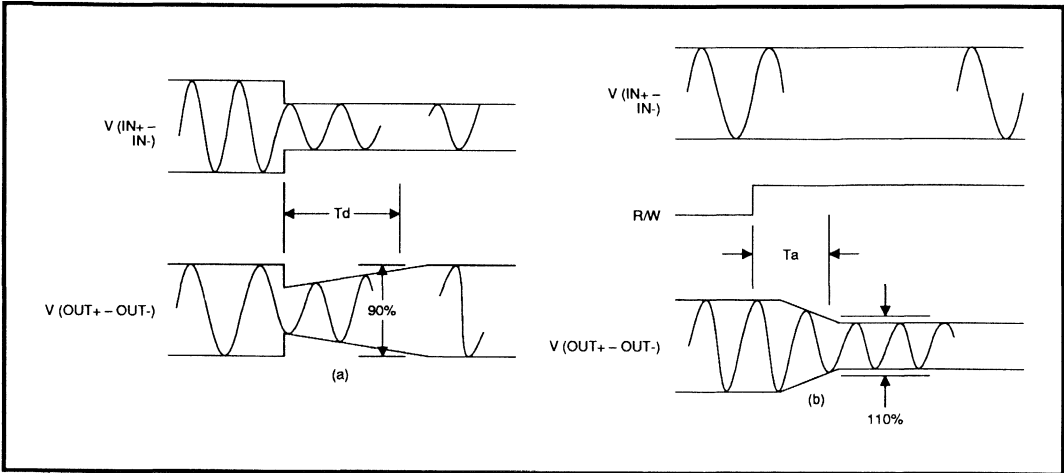 V (IN+ –
IN-)
Td
V (OUT+ – OUT-)
90%
(a)
V (IN+ –
IN-)
R/W
Ta
V (OUT+ – OUT-)
(b)
110%